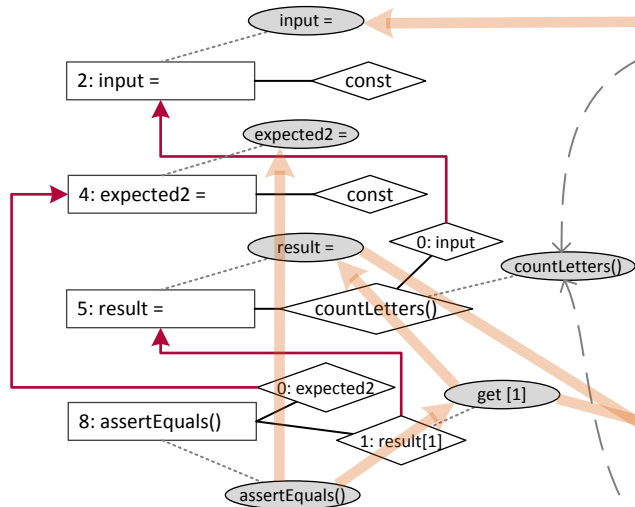 input =
2: input =
const
expected2 =
4: expected2 =
const
0: input
result =
countLetters()
5: result =
countLetters()
0: expected2
get [1]
8: assertEquals()
1: result[1]
assertEquals()